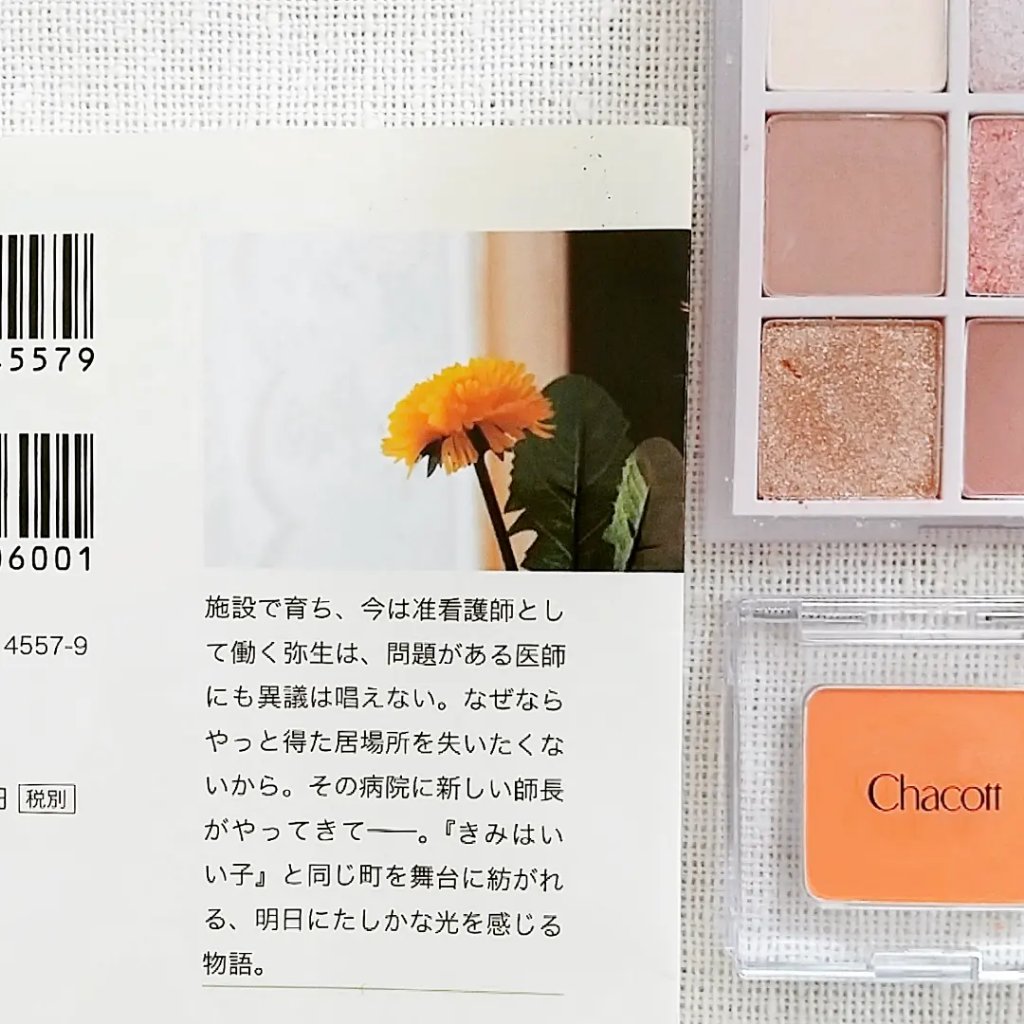 5579
6001
4557-9
税別
施設で育ち、今は准看護師とし
て働く弥生は、問題がある医師
にも異議は唱えない。なぜなら
やっと得た居場所を失いたくな
いから。その病院に新しい師長
がやってきて──。『きみはい
い子』と同じ町を舞台に紡がれ
る、明日にたしかな光を感じる
物語。
Chacott